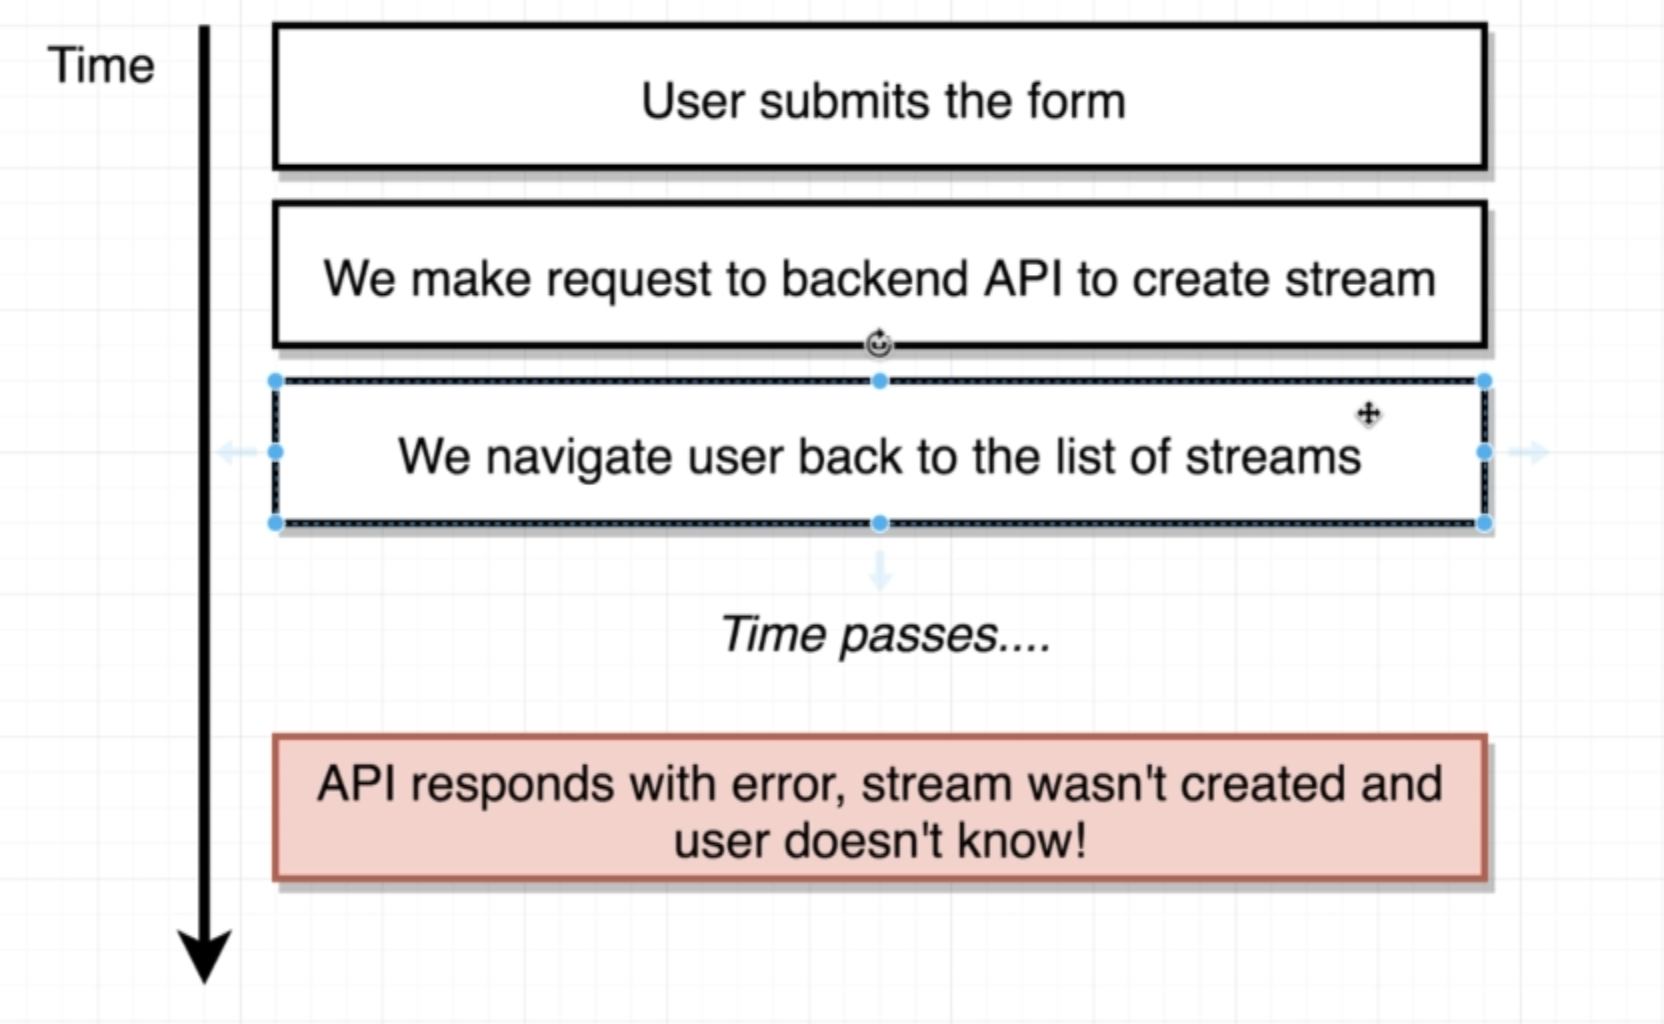 Time
User submits the form
We make request to backend API to create stream
We navigate user back to the list of streams
Time passes....
API responds with error, stream wasn't created and
user doesn't know!